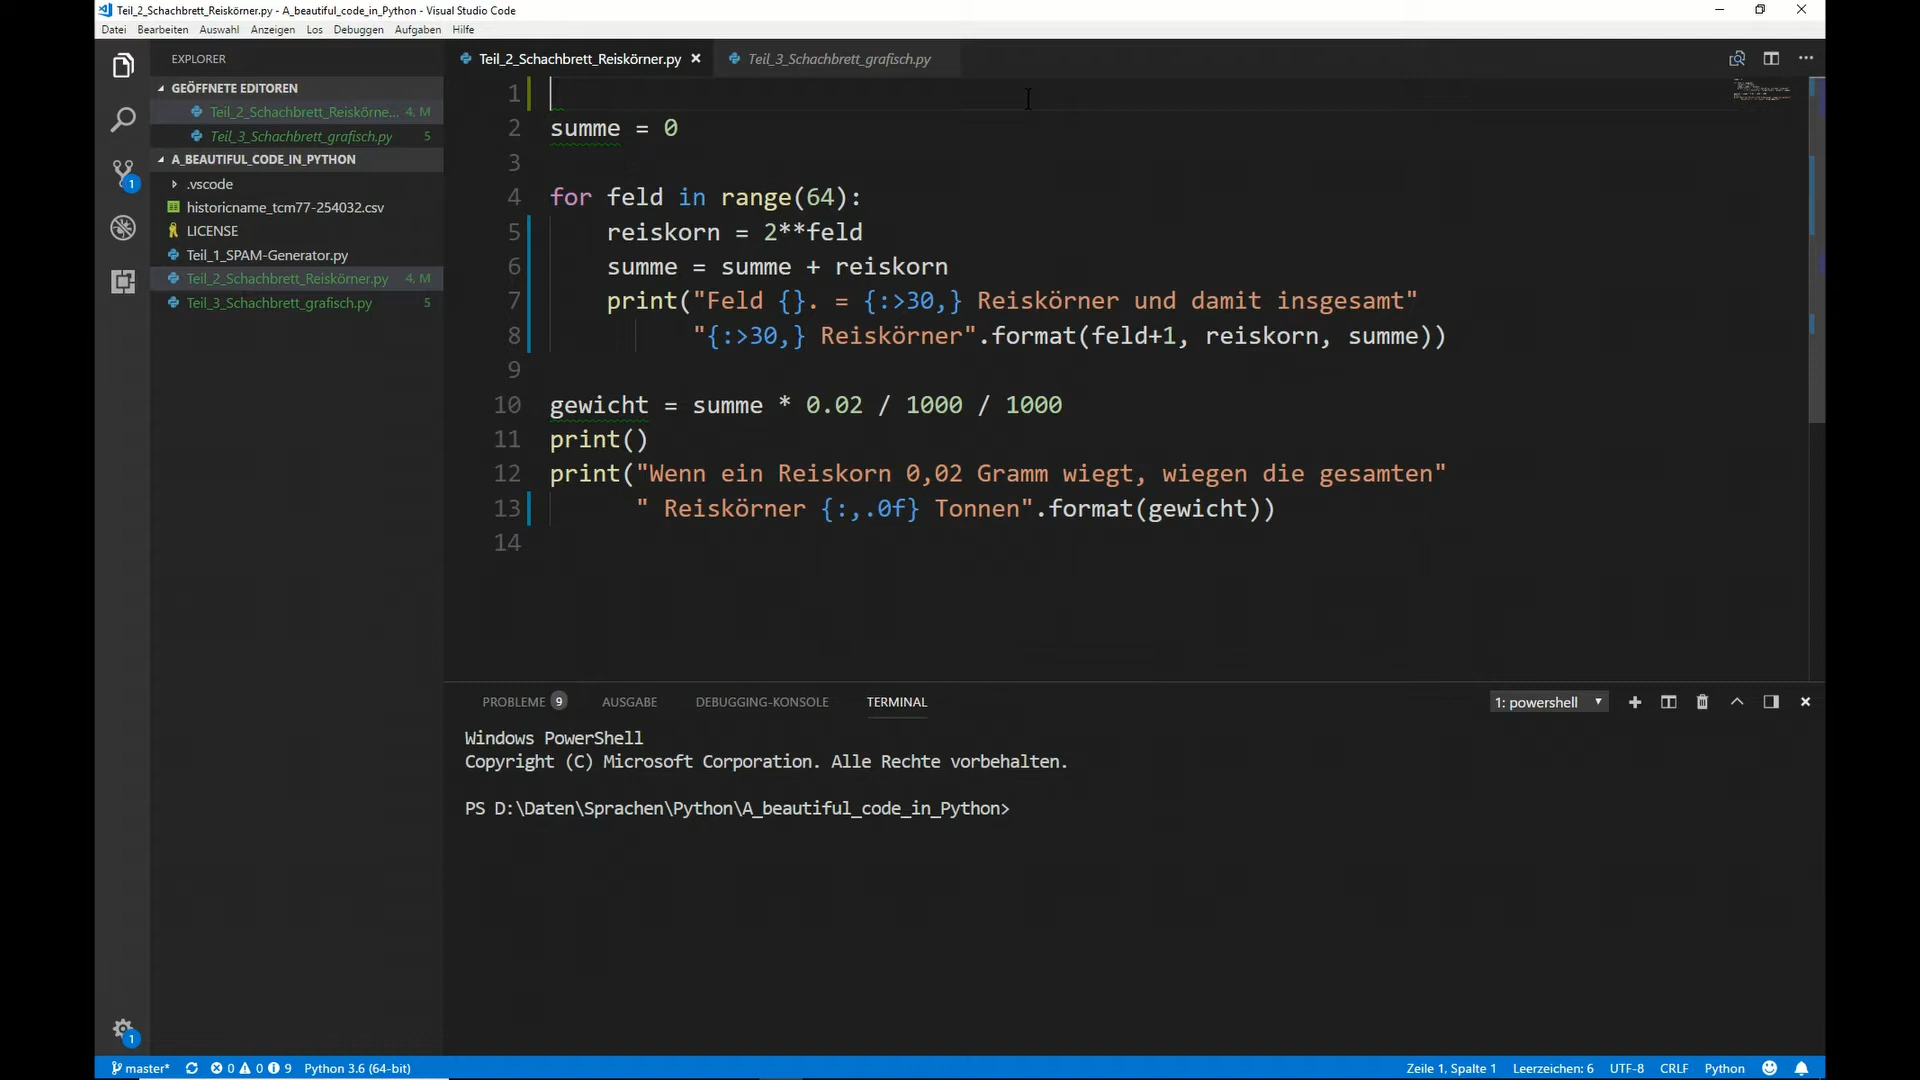 Teil_2_Schachbrett_Reiskörner.py - A_beautiful_code_in_Python - Visual Studio Code
Datei Bearbeiten Auswahl Anzeigen Los Debuggen Aufgaben Hilfe
EXPLORER
GEÖFFNETE EDITOREN
Teil_2_Schachbrett_Reiskörne... 4, M
Teil_3_Schachbrett_grafisch.py 5
A_BEAUTIFUL_CODE_IN_PYTHON
.vscode
historicname_tcm77-254032.csv
LICENSE
Teil_1_SPAM-Generator.py
Teil_2_Schachbrett_Reiskörner.py 4, M
Teil_3_Schachbrett_grafisch.py 5
1
1
Teil_2_Schachbrett_Reiskörner.py Teil_3_Schachbrett_grafisch.py
1
2 summe = 0
3
4 for feld in range(64):
5 reiskorn = 2**feld
6 summe = summe + reiskorn
7 print("Feld {}. = {:>30,} Reiskörner und damit insgesamt"
8 "{:>30,} Reiskörner".format(feld+1, reiskorn, summe))
9
10 gewicht = summe * 0.02 / 1000 / 1000
11 print()
12 print("Wenn ein Reiskorn 0,02 Gramm wiegt, wiegen die gesamten"
13 " Reiskörner {:,.0f} Tonnen".format(gewicht))
14
PROBLEME 9 AUSGABE DEBUGGING-KONSOLE TERMINAL 1: powershell
Windows PowerShell
Copyright (C) Microsoft Corporation. Alle Rechte vorbehalten.
PS D:\Daten\Sprachen\Python\A_beautiful_code_in_Python>
master* 0 0 9 Python 3.6 (64-bit) Zeile 1, Spalte 1 Leerzeichen: 6 UTF-8 CRLF Python